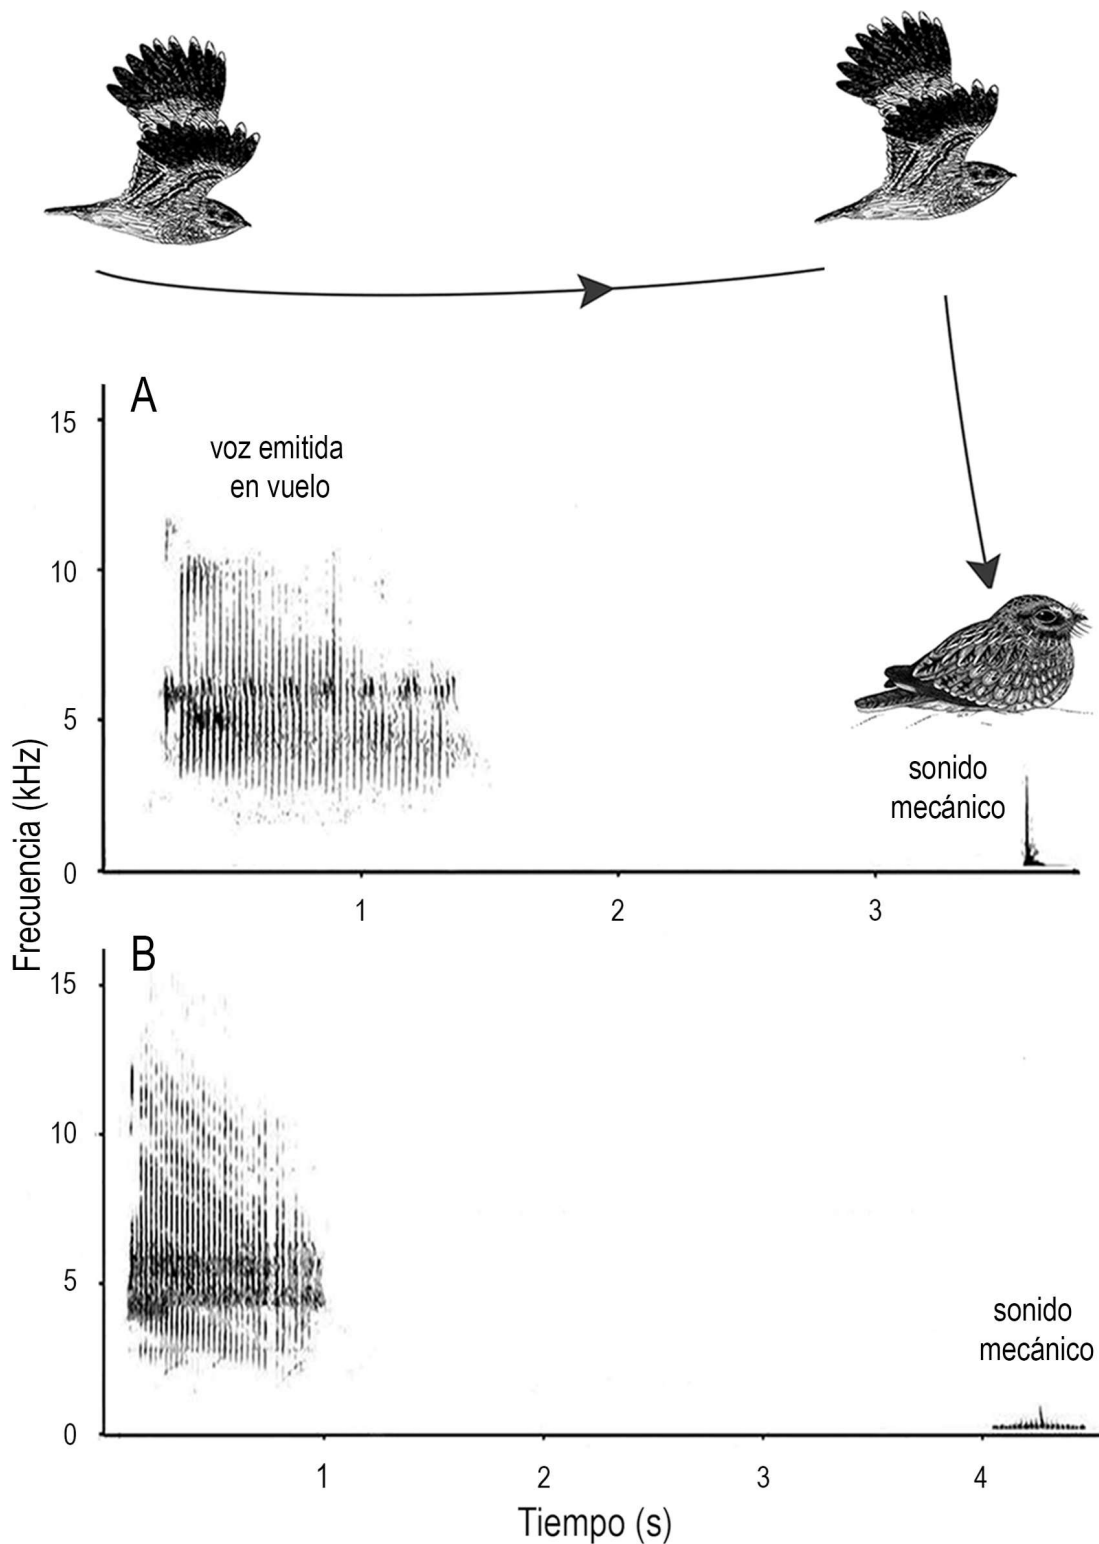 A
voz emitida
en vuelo
15
10
5
0
sonido
mecánico
1
2
3
Frecuencia (kHz)
B
15
10
5
0
sonido
mecánico
1
2
3
4
Tiempo (s)